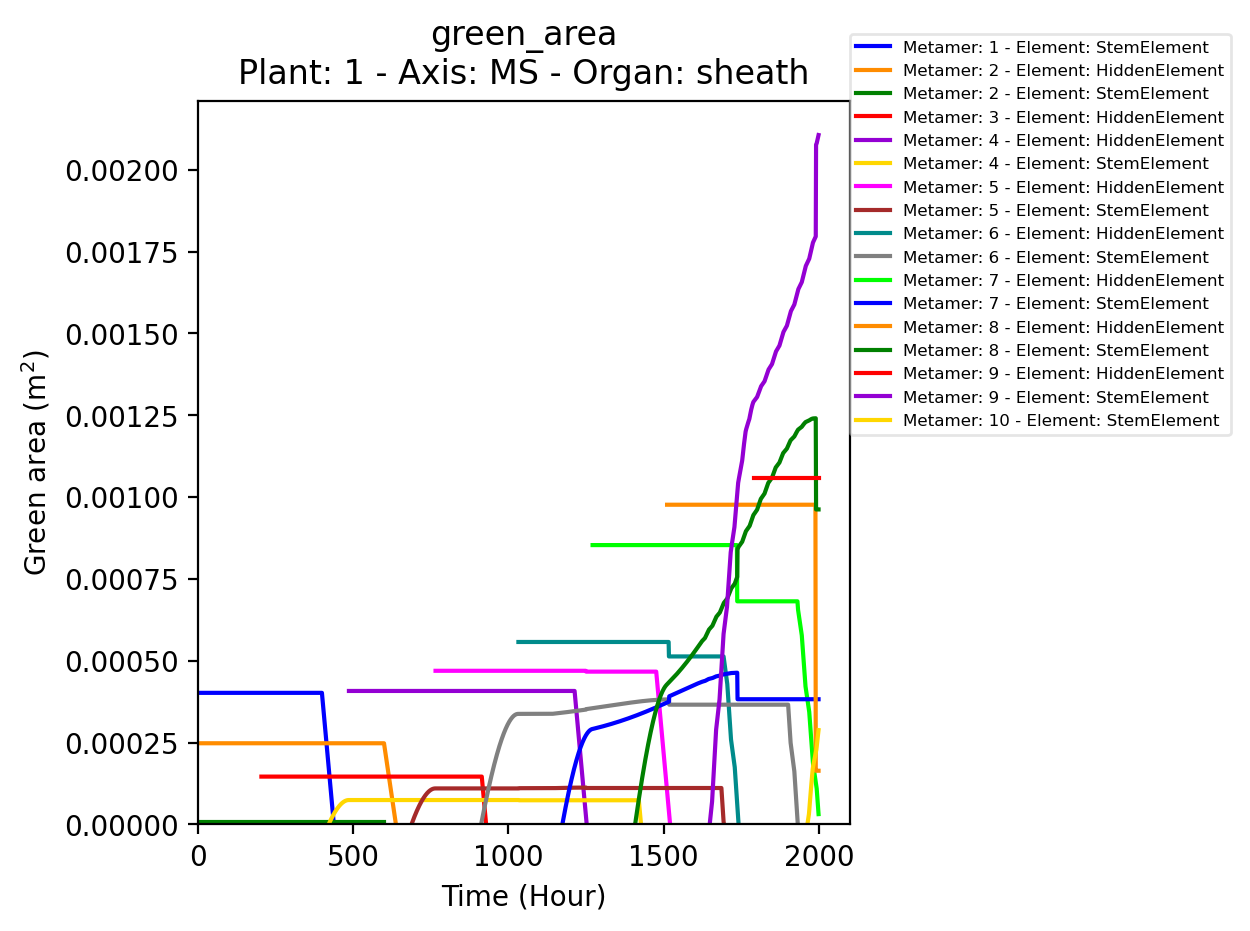 green_area
Plant: 1 - Axis: MS - Organ: sheath
Metamer: 1 - Element: StemElement
Metamer: 2 - Element: HiddenElement
Metamer: 2 - Element: StemElement
Metamer: 3 - Element: HiddenElement
Metamer: 4 - Element: HiddenElement
Metamer: 4 - Element: StemElement
Metamer: 5 - Element: HiddenElement
Metamer: 5 - Element: StemElement
Metamer: 6 - Element: HiddenElement
Metamer: 6 - Element: StemElement
Metamer: 7 - Element: HiddenElement
Metamer: 7 - Element: StemElement
Metamer: 8 - Element: HiddenElement
Metamer: 8 - Element: StemElement
Metamer: 9 - Element: HiddenElement
Metamer: 9 - Element: StemElement
Metamer: 10 - Element: StemElement
Green area (m²)
0.00200
0.00175
0.00150
0.00125
0.00100
0.00075
0.00050
0.00025
0.00000
0 500 1000 1500 2000
Time (Hour)